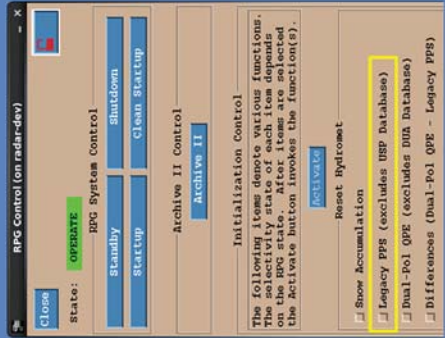 RPG Control (on radar-dev)
Close
State: OPERATE
RPG System Control
Standby Shutdown
Startup Clean Startup
Archive II Control
Archive II
Initialization Control
The following items denote various functions.
The selectivity state of each item depends
on the RPG state. After items are selected
the Activate button invokes the function(s).
Activate
Reset Hydromet
Snow Accumulation
Legacy PPS (excludes USP Database)
Dual-Pol QPE (excludes DUA Database)
Differences (Dual-Pol QPE - Legacy PPS)